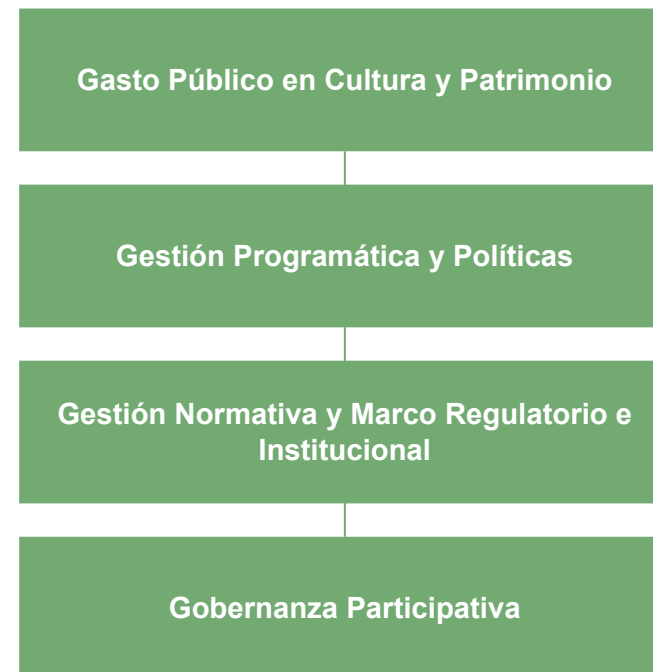 Gasto Público en Cultura y Patrimonio
Gestión Programática y Políticas
Gestión Normativa y Marco Regulatorio e
Institucional
Gobernanza Participativa